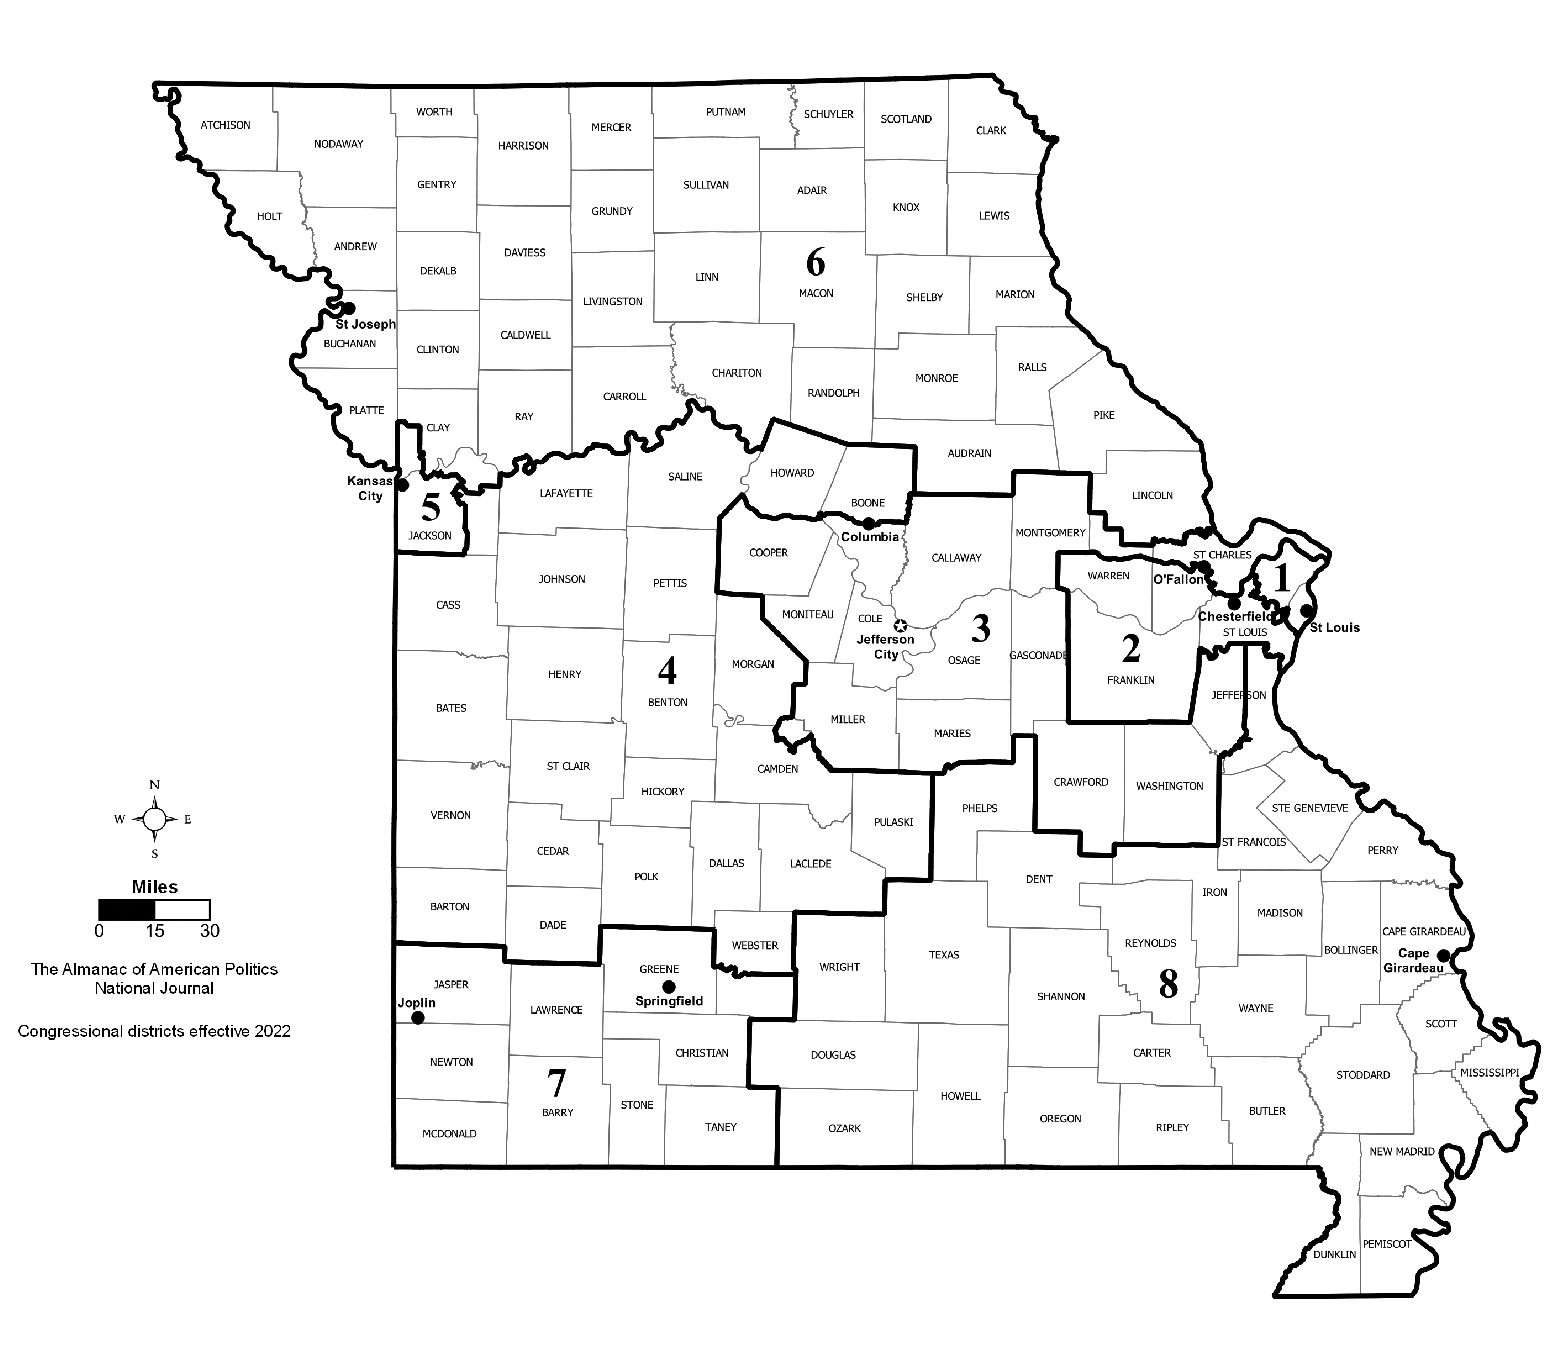 WORTH
PUTNAM
SCHUYLER
SCOTLAND
ATCHISON
MERCER
CLARK
NODAWAY
HARRISON
GENTRY
SULLIVAN
ADAIR
HOLT
GRUNDY
KNOX
LEWIS
ANDREW
DAVIESS
6
DEKALB
LINN
MACON
SHELBY
MARION
LIVINGSTON
St Joseph
BUCHANAN
CLINTON
CALDWELL
CHARITON
MONROE
RALLS
PLATTE
RAY
CARROLL
RANDOLPH
PIKE
CLAY
AUDRAIN
Kansas
City
5
JACKSON
LAFAYETTE
SALINE
HOWARD
BOONE
LINCOLN
Columbia
MONTGOMERY
COOPER
CALLAWAY
ST CHARLES
O'Fallon
1
JOHNSON
PETTIS
WARREN
CASS
MONITEAU
COLE
Jefferson
City
3
Chesterfield
St Louis
ST LOUIS
HENRY
4
BENTON
MORGAN
OSAGE
GASCONADE
2
FRANKLIN
JEFFERSON
BATES
MILLER
MARIES
ST CLAIR
CAMDEN
CRAWFORD
WASHINGTON
HICKORY
VERNON
PHELPS
PULASKI
STE GENEVIEVE
ST FRANCOIS
PERRY
CEDAR
POLK
DALLAS
LACLEDE
DENT
IRON
MADISON
BARTON
DADE
WEBSTER
REYNOLDS
BOLLINGER
CAPE GIRARDEAU
Cape
Girardeau
JASPER
Joplin
LAWRENCE
GREENE
Springfield
WRIGHT
TEXAS
SHANNON
8
WAYNE
SCOTT
NEWTON
CHRISTIAN
DOUGLAS
CARTER
STODDARD
MISSISSIPPI
7
BARRY
STONE
TANEY
OZARK
HOWELL
OREGON
RIPLEY
BUTLER
MCDONALD
NEW MADRID
DUNKLIN
PEMISCOT
N
W E
S
Miles
0 15 30
The Almanac of American Politics
National Journal
Congressional districts effective 2022